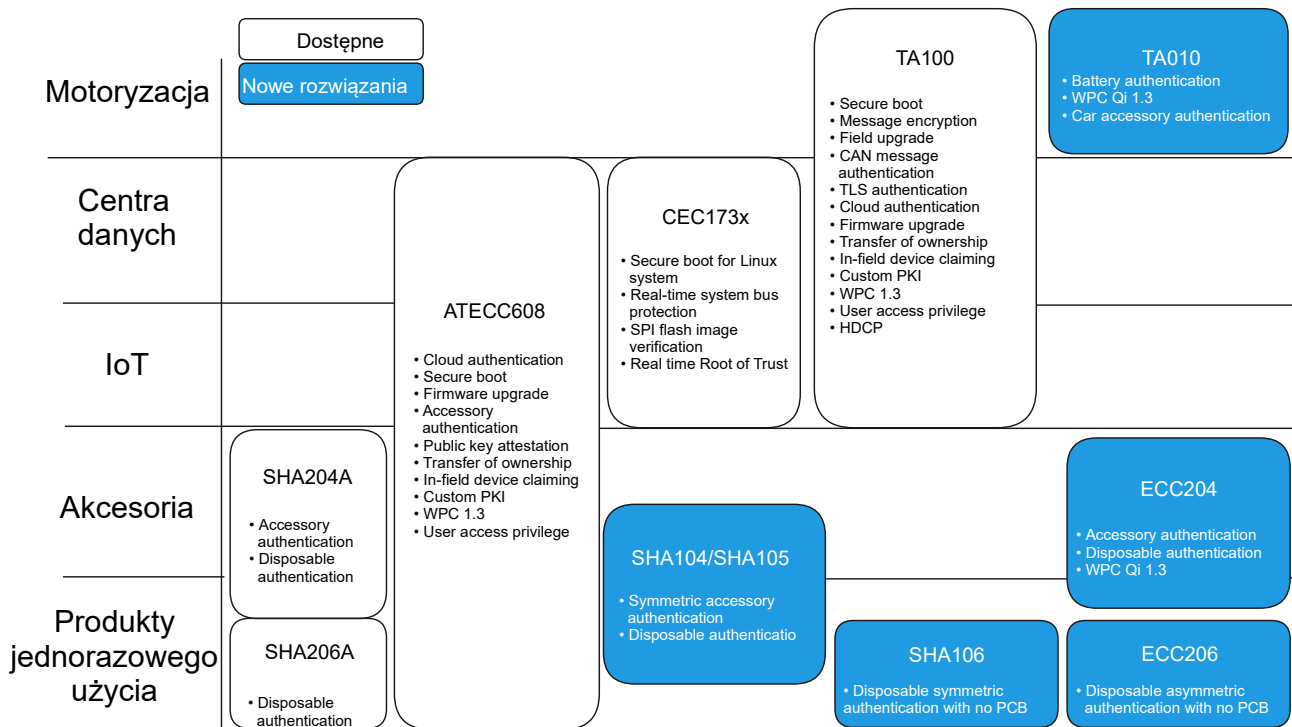 Dostępne
Nowe rozwiązania
Motoryzacja
Centra
danych
IoT
Akcesoria
Produkty
jednorazowego
użycia
TA100
• Secure boot
• Message encryption
• Field upgrade
• CAN message
authentication
• TLS authentication
• Cloud authentication
• Firmware upgrade
• Transfer of ownership
• In-field device claiming
• Custom PKI
• WPC 1.3
• User access privilege
• HDCP
TA010
• Battery authentication
• WPC Qi 1.3
• Car accessory authentication
CEC173x
• Secure boot for Linux
system
• Real-time system bus
protection
• SPI flash image
verification
• Real time Root of Trust
ATECC608
• Cloud authentication
• Secure boot
• Firmware upgrade
• Accessory
authentication
• Public key attestation
• Transfer of ownership
• In-field device claiming
• Custom PKI
• WPC 1.3
• User access privilege
SHA204A
• Accessory
authentication
• Disposable
authentication
SHA206A
• Disposable
authentication
SHA104/SHA105
• Symmetric accessory
authentication
• Disposable authenticatio
ECC204
• Accessory authentication
• Disposable authentication
• WPC Qi 1.3
SHA106
• Disposable symmetric
authentication with no PCB
ECC206
• Disposable asymmetric
authentication with no PCB